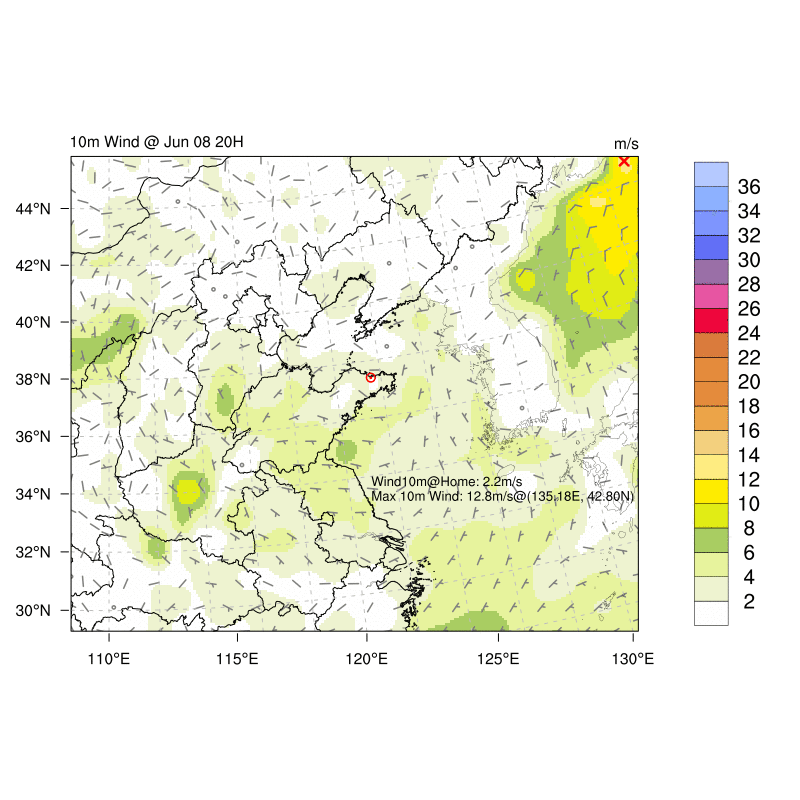 10m Wind @ Jun 08 20H
m/s
44°N
42°N
40°N
38°N
36°N
34°N
32°N
30°N
110°E
115°E
120°E
125°E
130°E
Wind10m@Home: 2.2m/s
Max 10m Wind: 12.8m/s@(135.18E, 42.80N)
36
34
32
30
28
26
24
22
20
18
16
14
12
10
8
6
4
2